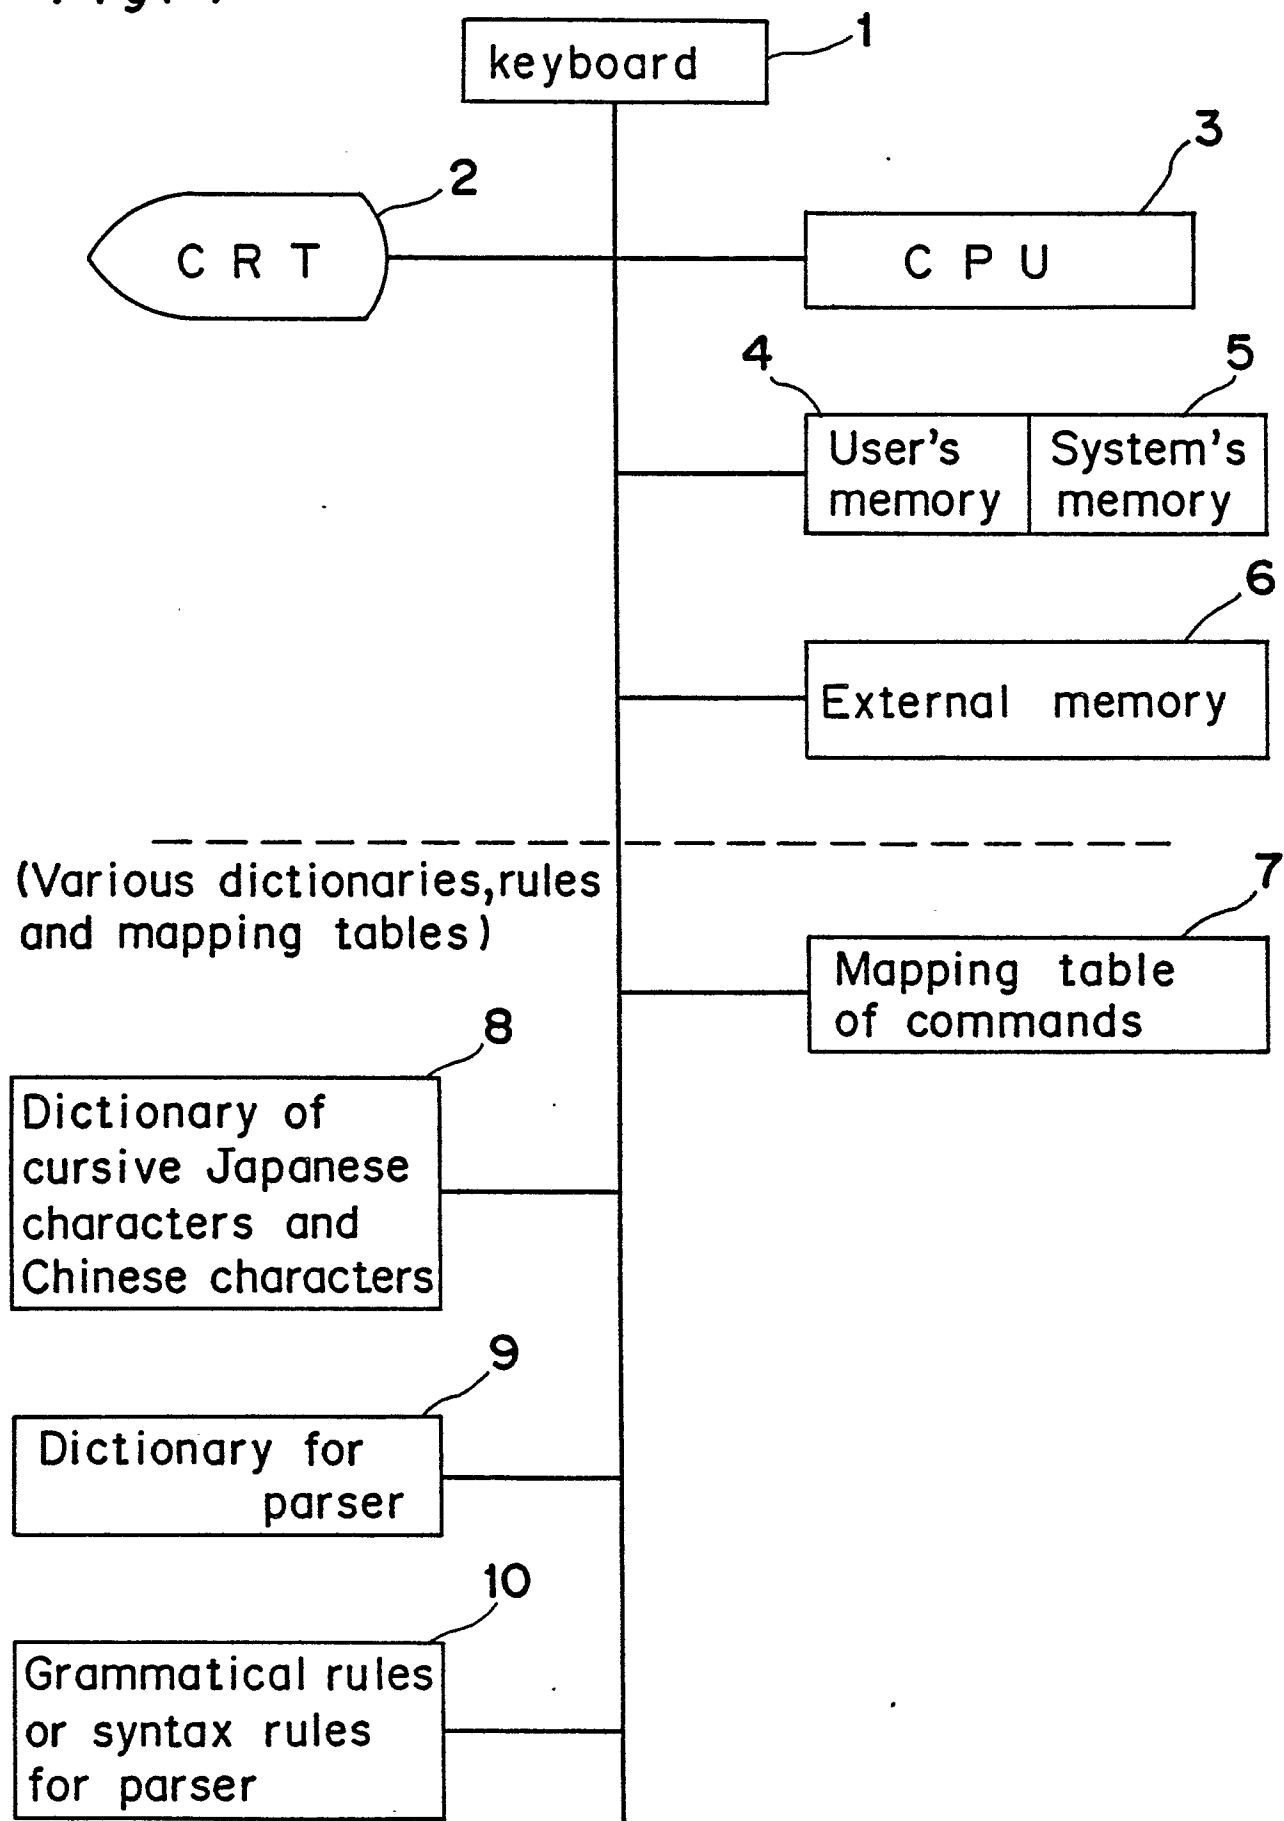 1
keyboard
2
3
C R T
C P U
4
5
User's
memory
System's
memory
6
External memory
(Various dictionaries,rules
and mapping tables)
7
Mapping table
of commands
8
Dictionary of
cursive Japanese
characters and
Chinese characters
9
Dictionary for
parser
10
Grammatical rules
or syntax rules
for parser